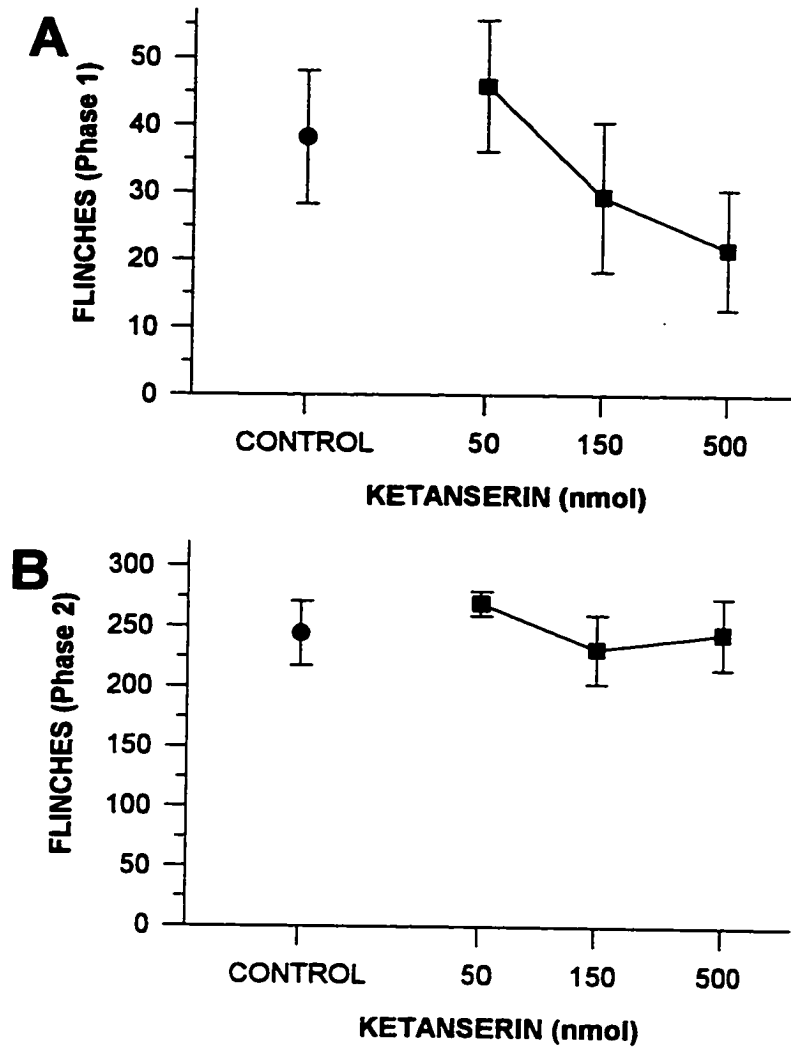 A
FLINCHES (Phase 1)
50
40
30
20
10
0
CONTROL 50 150 500
KETANSERIN (nmol)
B
FLINCHES (Phase 2)
300
250
200
150
100
50
0
CONTROL 50 150 500
KETANSERIN (nmol)